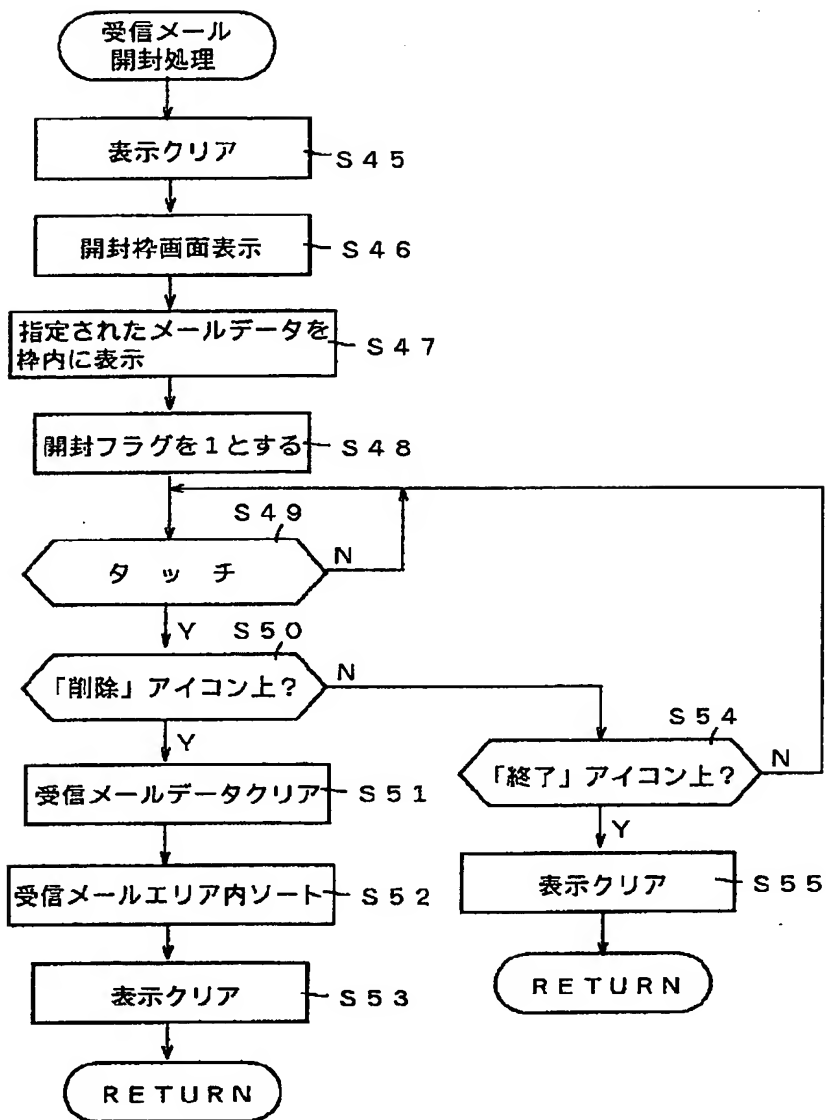 受信メール
開封処理
表示クリア
S45
開封枠画面表示
S46
指定されたメールデータを
枠内に表示
S47
開封フラグを1とする
S48
S49
タッチ
N
Y
S50
「削除」アイコン上?
N
Y
S54
「終了」アイコン上?
N
Y
受信メールデータクリア
S51
受信メールエリア内ソート
S52
表示クリア
S55
表示クリア
S53
RETURN
RETURN